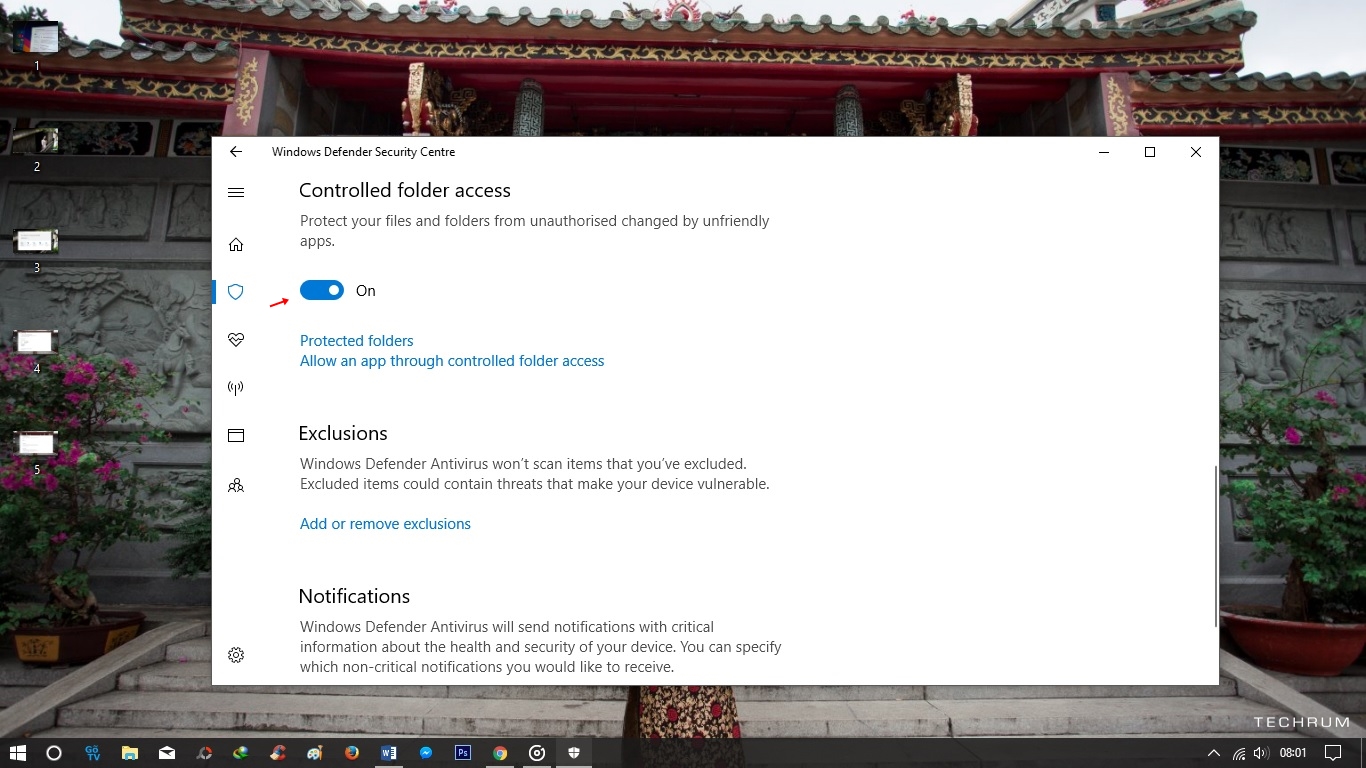 1
2
3
4
5
Windows Defender Security Centre
Controlled folder access
Protect your files and folders from unauthorised changed by unfriendly
apps.
On
Protected folders
Allow an app through controlled folder access
Exclusions
Windows Defender Antivirus won't scan items that you've excluded.
Excluded items could contain threats that make your device vulnerable.
Add or remove exclusions
Notifications
Windows Defender Antivirus will send notifications with critical
information about the health and security of your device. You can specify
which non-critical notifications you would like to receive.
TECHRUM
Gõ
TV
W
Ps
08:01